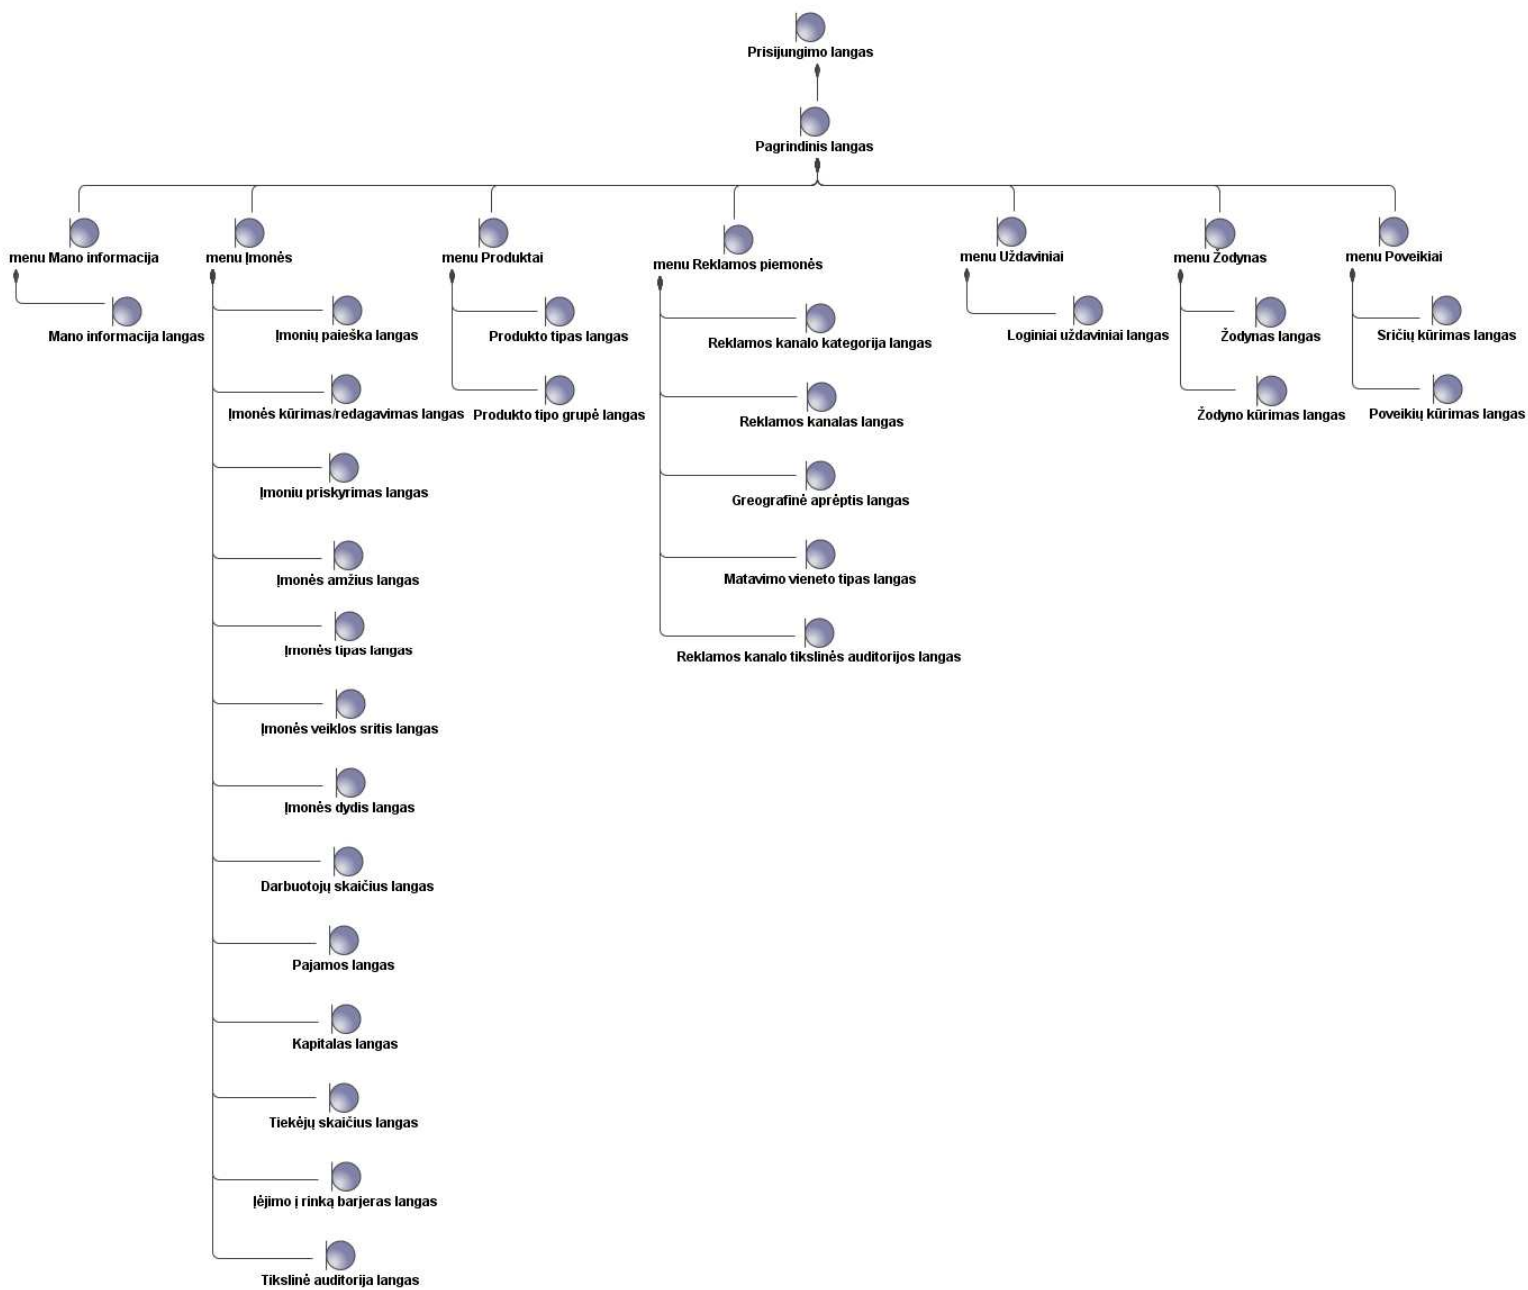 Prisijungimo langas
Pagrindinis langas
menu Mano informacija
Mano informacija langas
menu Įmonės
Įmonių paieška langas
Įmonės kūrimas/redagavimas langas
Įmoniu priskyrimas langas
Įmonės amžius langas
Įmonės tipas langas
Įmonės veiklos sritis langas
Įmonės dydis langas
Darbuotojų skaičius langas
Pajamos langas
Kapitalas langas
Tiekėjų skaičius langas
Įėjimo į rinką barjeras langas
Tikslinė auditorija langas
menu Produktai
Produkto tipas langas
Produkto tipo grupė langas
menu Reklamos piemonės
Reklamos kanalo kategorija langas
Reklamos kanalas langas
Greografinė aprėptis langas
Matavimo vieneto tipas langas
Reklamos kanalo tikslinės auditorijos langas
menu Uždaviniai
Loginiai uždaviniai langas
menu Žodynas
Žodynas langas
Žodyno kūrimas langas
menu Poveikiai
Sričių kūrimas langas
Poveikių kūrimas langas